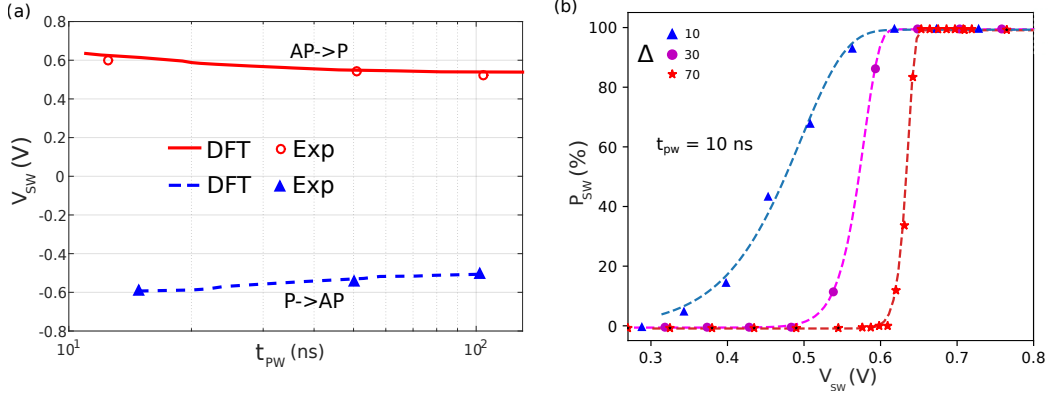 (a)
0.8
0.6
0.4
0.2
0
-0.2
-0.4
-0.6
-0.8
V_SW (V)
AP->P
DFT Exp
DFT Exp
P->AP
10^1
10^2
t_PW (ns)
(b)
100
80
60
40
20
0
P_SW (%)
Δ
10
30
70
t_pw = 10 ns
0.3 0.4 0.5 0.6 0.7 0.8
V_SW (V)